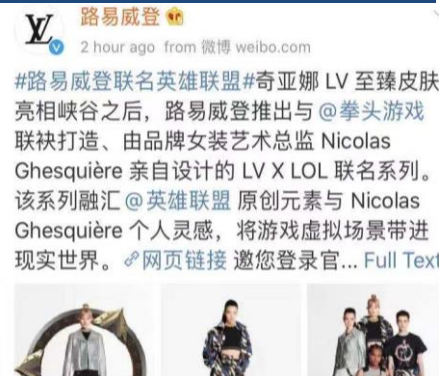 路易威登
2 hour ago from 微博 weibo.com
#路易威登联名英雄联盟#奇亚娜 LV 至臻皮肤
亮相峡谷之后，路易威登推出与 @拳头游戏
联袂打造、由品牌女装艺术总监 Nicolas
Ghesquière 亲自设计的 LV X LOL 联名系列。
该系列融汇 @英雄联盟 原创元素与 Nicolas
Ghesquière 个人灵感，将游戏虚拟场景带进
现实世界。网页链接 邀您登录官... Full Text